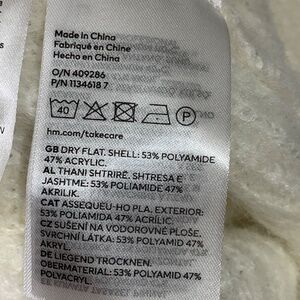 Made in China
Fabriqué en Chine
Hecho en China
O/N 409286
P/N 1134618 7
40
P
hm.com/takecare
GB DRY FLAT. SHELL: 53% POLYAMIDE
47% ACRYLIC.
AL THANI SHTRIRË. SHTRESA E
JASHTME: 53% POLIAMID 47%
AKRILIK.
CAT ASSEQUEU-HO PLA. EXTERIOR:
53% POLIAMIDA 47% ACRÍLIC.
CZ SUŠENÍ NA VODOROVNÉ PLOŠE.
SVRCHNÍ LÁTKA: 53% POLYAMID 47%
AKRYL.
DE LIEGEND TROCKNEN.
OBERMATERIAL: 53% POLYAMID 47%
POLYACRYL.